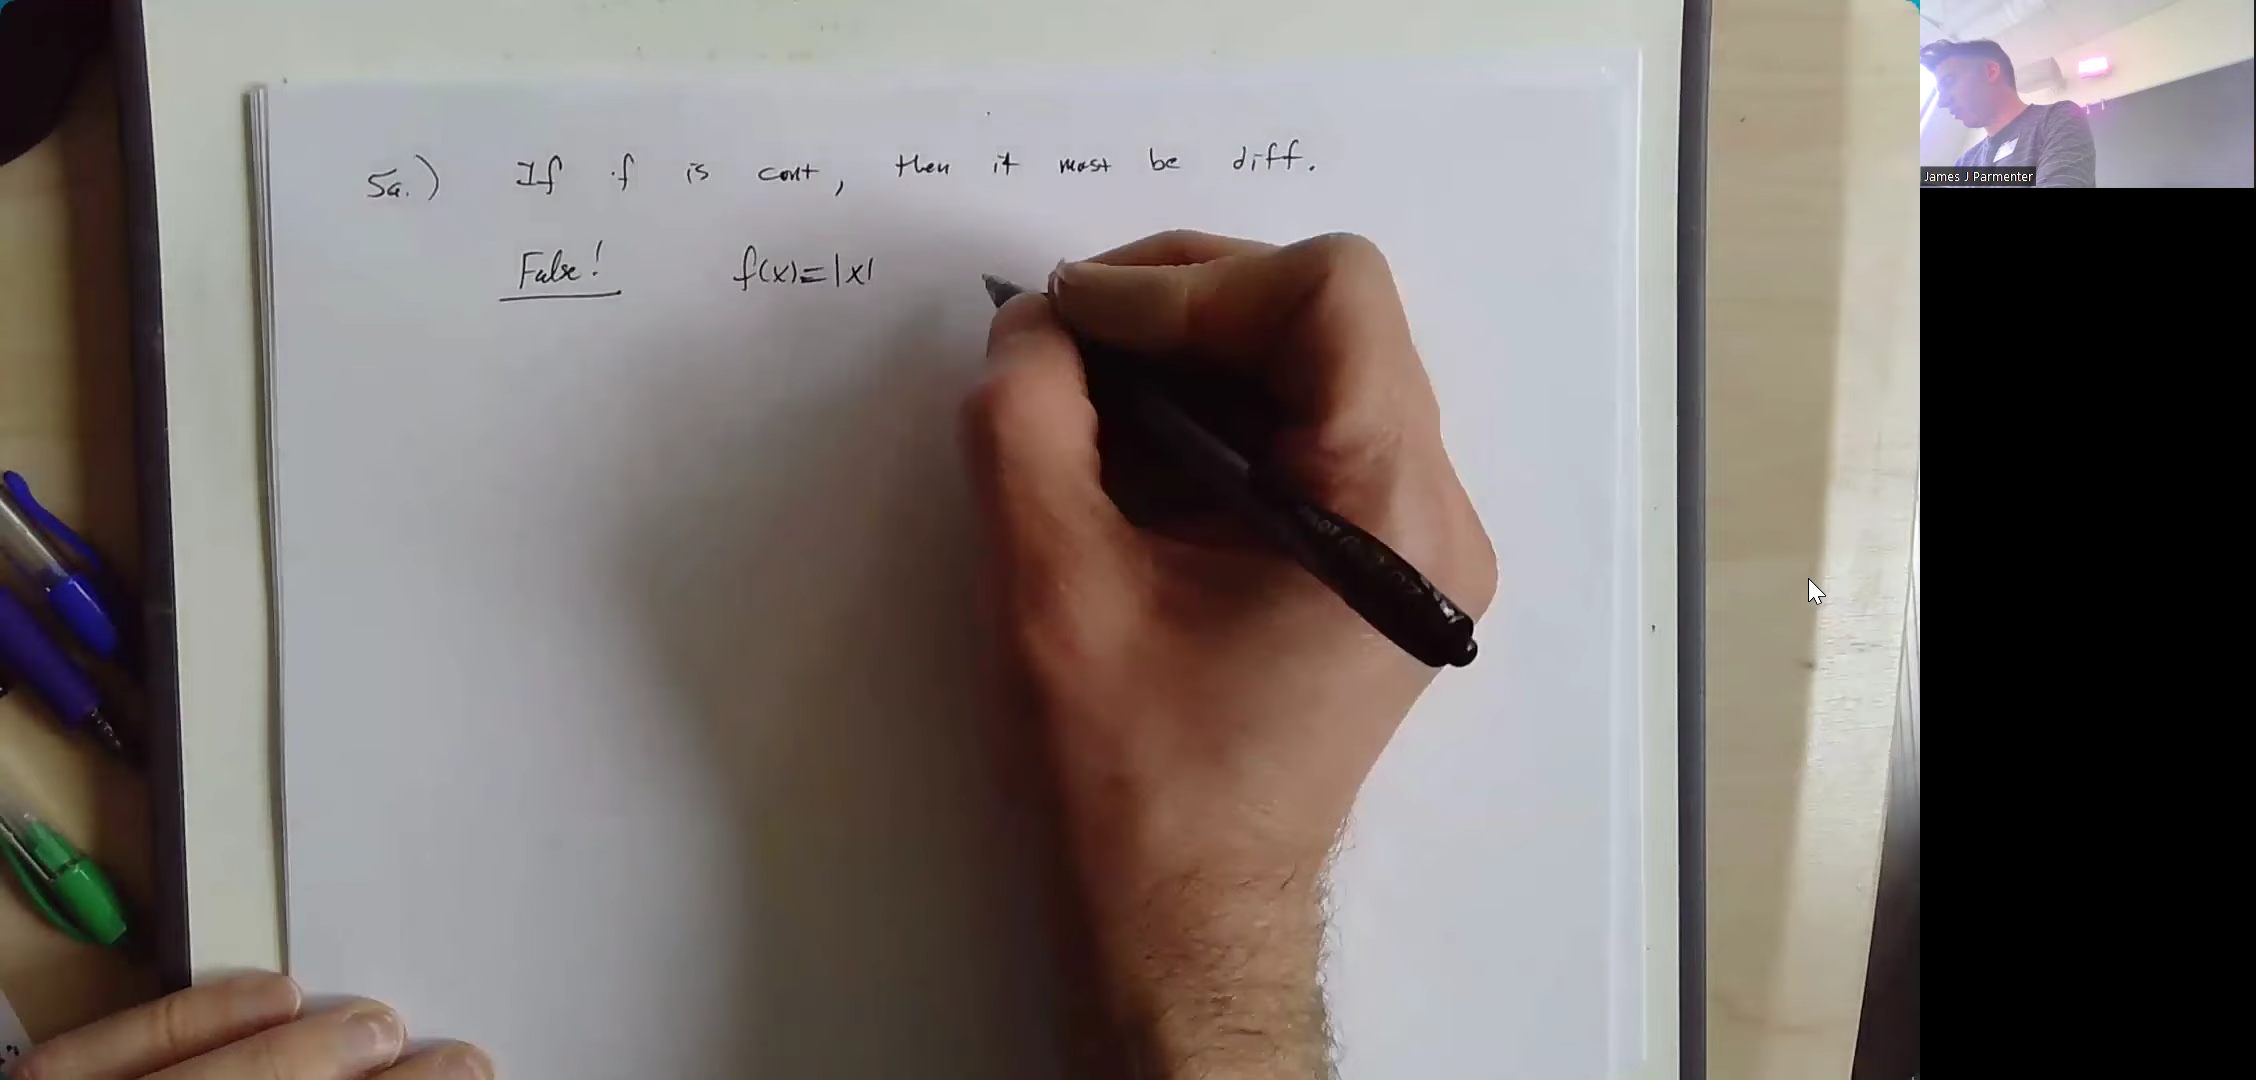 5a.) If f is cont, then it must be diff.
False! f(x)=|x|
James J Parmenter